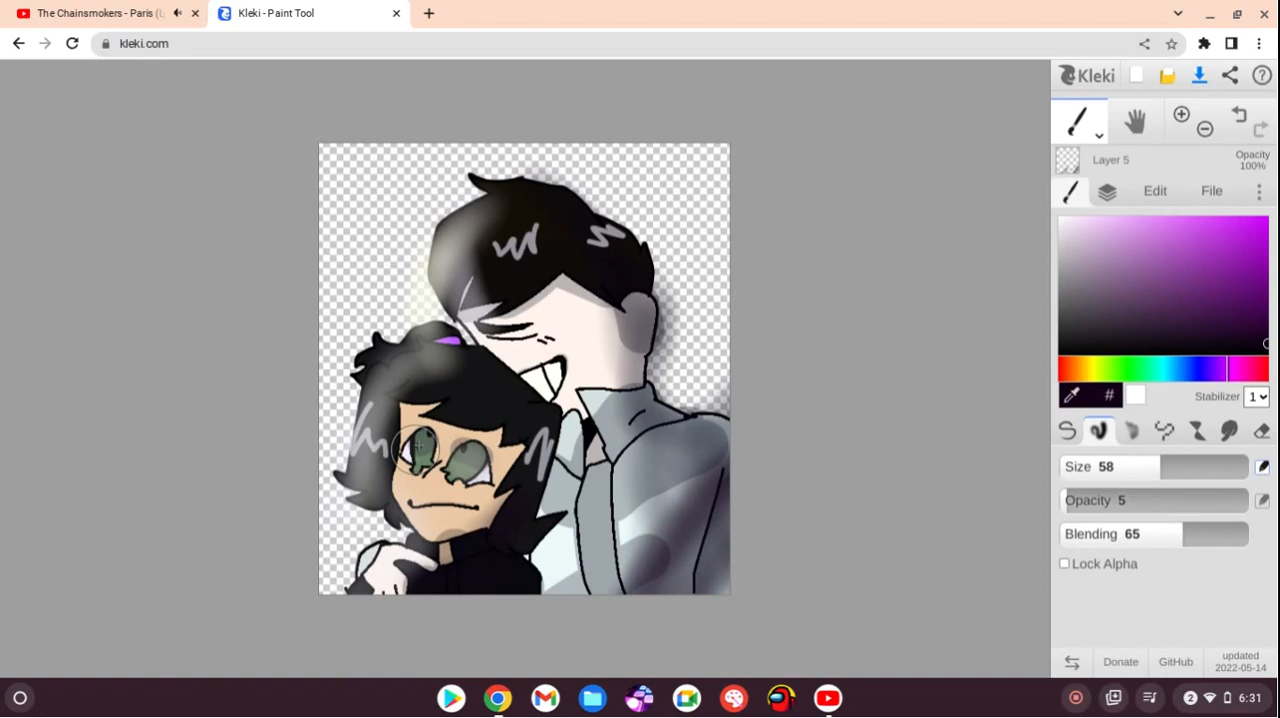 The Chainsmokers - Paris (L
Kleki - Paint Tool
kleki.com
Kleki
Layer 5
Opacity
100%
Edit
File
#
Stabilizer
1
Size 58
Opacity 5
Blending 65
Lock Alpha
Donate
GitHub
updated
2022-05-14
2
6:31